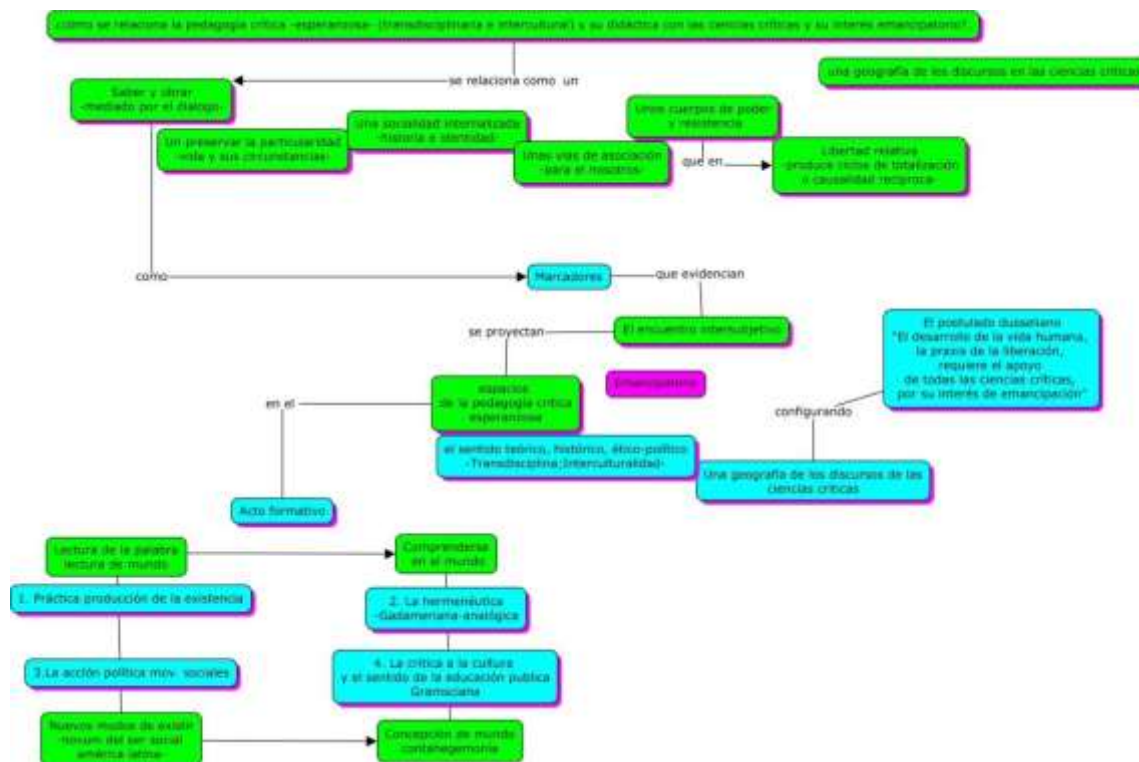 cómo se relaciona la pedagogía crítica -esperanzosa- (transdisciplinaria e intercultural) y su didáctica con las ciencias críticas y su interés emancipatorio?
se relaciona como un
una geografía de los discursos en las ciencias críticas
Saber y obrar
-mediado por el dialogo-
Un preservar la particularidad
-vida y sus circunstancias-
Una socialidad internalizada
-historia e identidad-
Unas vías de asociación
-para el nosotros-
Unos cuerpos de poder
y resistencia
que en
Libertad relativa
-produce ciclos de totalización
o causalidad recíproca-
como
Marcadores
que evidencian
El encuentro intersubjetivo
se proyectan
espacios
de la pedagogía crítica
esperanzosa
en el
el sentido teórico, histórico, ético-político
-Transdisciplina;Interculturalidad-
configurando
El postulado dusseliano
"El desarrollo de la vida humana,
la praxis de la liberación,
requiere el apoyo
de todas las ciencias críticas,
por su interés de emancipación"
Una geografía de los discursos de las
ciencias críticas
Acto formativo
Lectura de la palabra
lectura de mundo
Comprenderse
en el mundo
1. Práctica producción de la existencia
2. La hermenéutica
-Gadameriana-analógica
3.La acción política mov. sociales
4. La crítica a la cultura
y el sentido de la educación publica
Gramsciana
Nuevos modos de existir
-novum del ser social
américa latina-
Concepción de mundo
contahegemonía